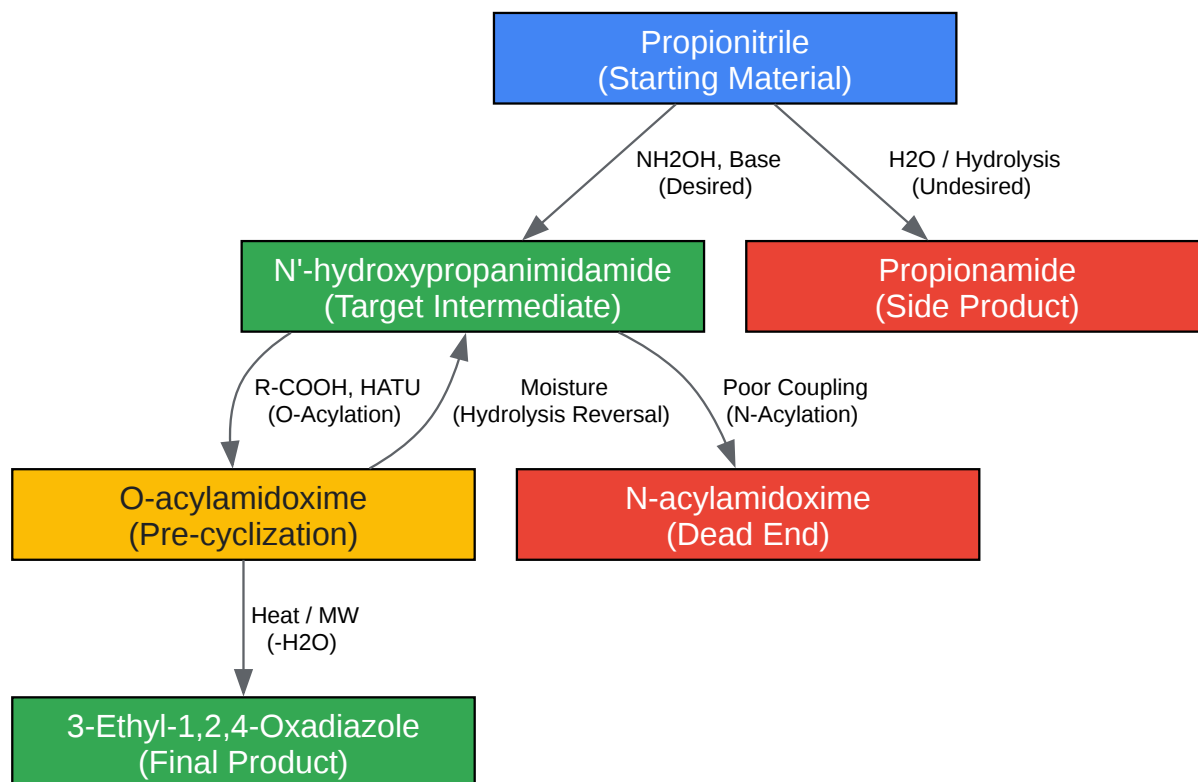 Propionitrile
(Starting Material)
NH2OH, Base
(Desired)
H2O / Hydrolysis
(Undesired)
N'-hydroxypropanimidamide
(Target Intermediate)
Propionamide
(Side Product)
R-COOH, HATU
(O-Acylation)
Moisture
(Hydrolysis Reversal)
Poor Coupling
(N-Acylation)
O-acylamidoxime
(Pre-cyclization)
N-acylamidoxime
(Dead End)
Heat / MW
(-H2O)
3-Ethyl-1,2,4-Oxadiazole
(Final Product)